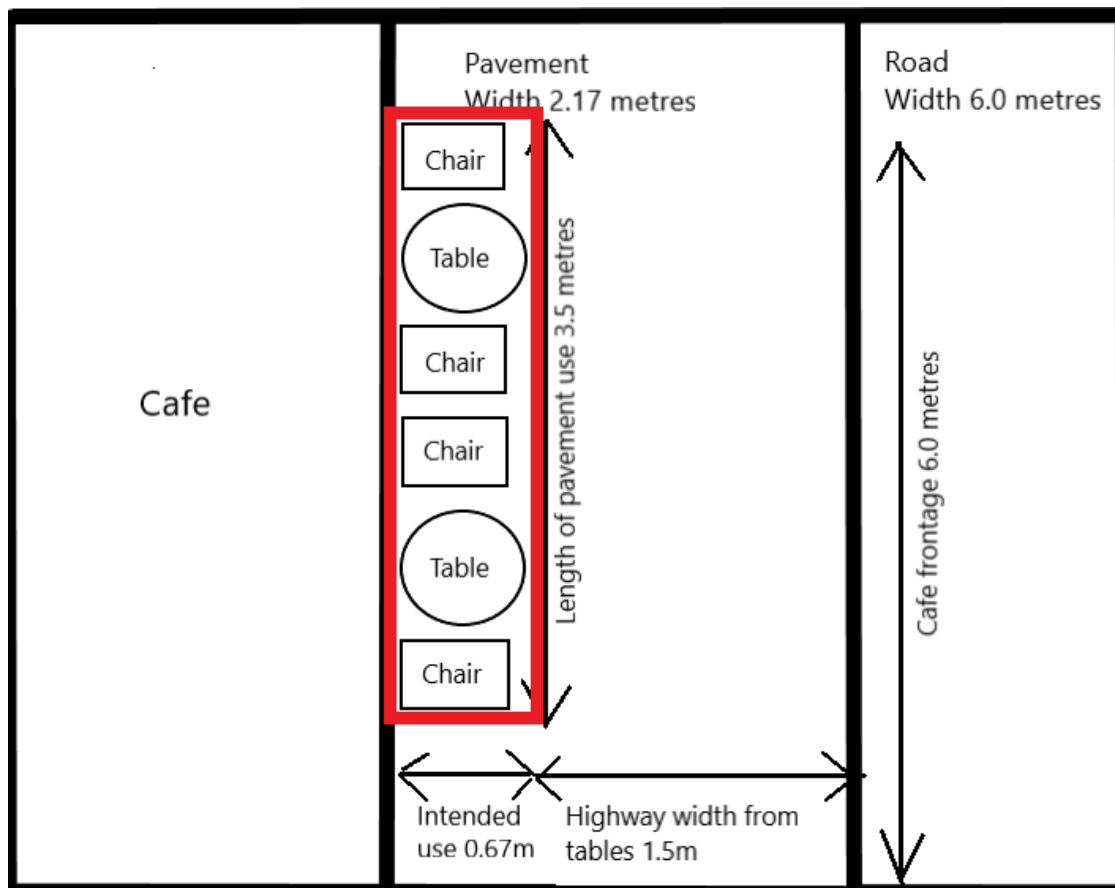 Pavement
Width 2.17 metres
Road
Width 6.0 metres
Chair
Table
Chair
Chair
Table
Chair
Cafe
Length of pavement use 3.5 metres
Cafe frontage 6.0 metres
Intended
use 0.67m
Highway width from
tables 1.5m